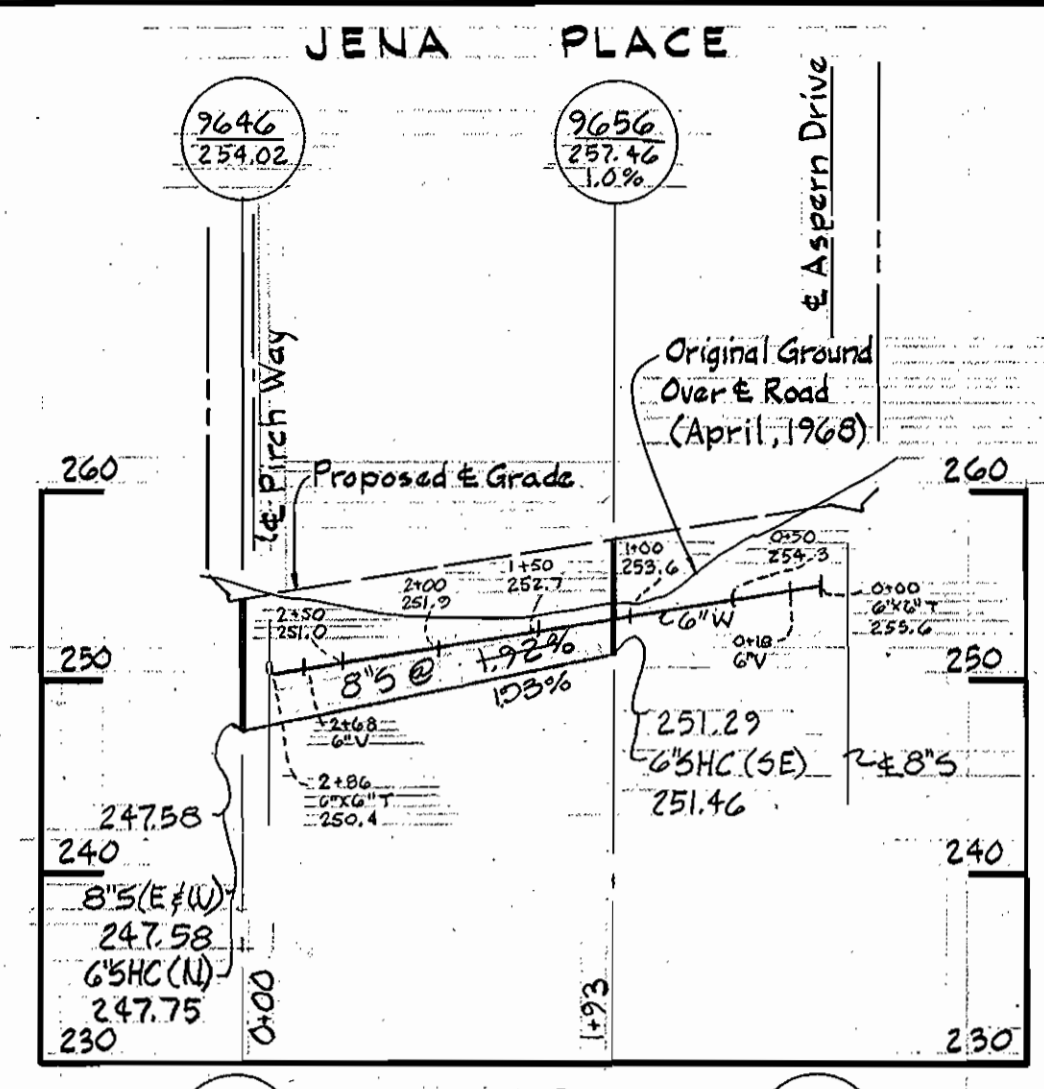 JENA PLACE
9646
254.02
9656
257.46
1.0%
℄ Aspern Drive
℄ Pirch Way
Original Ground
Over ℄ Road
(April, 1968)
260
Proposed ℄ Grade
260
1+00
253.6
0+50
254.3
1+50
252.7
2+00
251.9
2+50
251.0
0+00
6"X6"T
255.6
6"W
0+18
6"V
250
250
8"S @ 1.92%
1.93%
2+68
6"V
2+86
6"X6"T
250.4
251.29
6"SHC (SE)
251.46
℄ 8"S
247.58
240
240
8"S(E&W)
247.58
6"SHC(N)
247.75
0+00
1+93
230
230